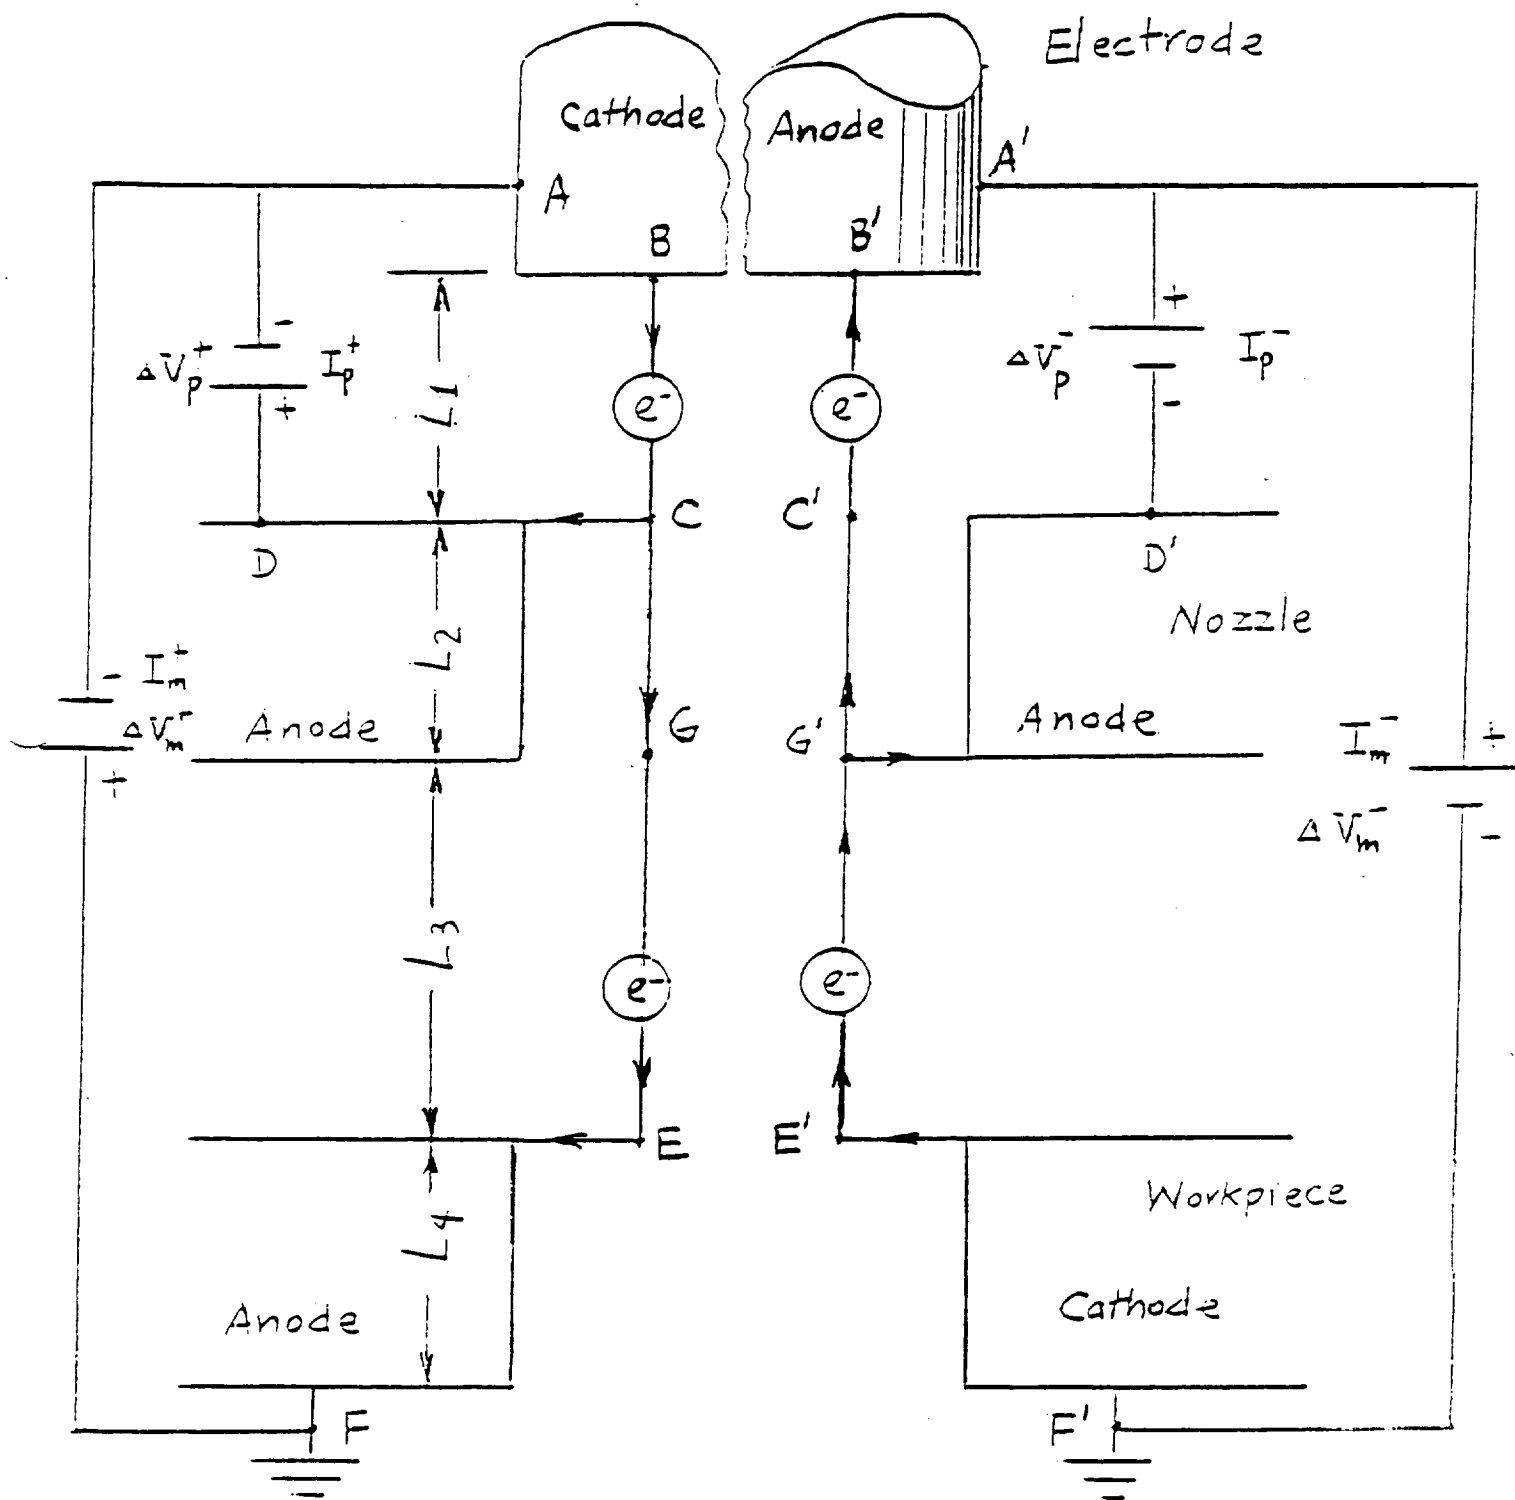 Electrode
Cathode
Anode
A
A'
B
B'
-
ΔV_p^+
I_p^+
+
L1
e⁻
e⁻
+
ΔV_p^-
I_p^-
-
C
C'
D
D'
L2
Nozzle
-
I_m^+
ΔV_m^-
+
Anode
G
G'
Anode
I_m^-
+
ΔV_m^-
-
L3
e⁻
e⁻
E
E'
Workpiece
L4
Anode
Cathode
F
F'